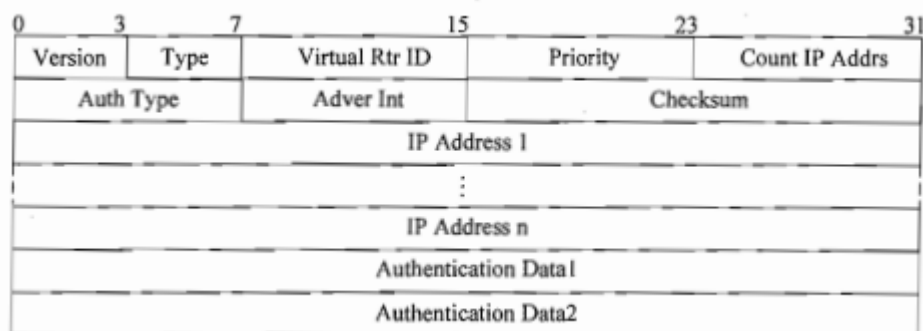 0 3 7 15 23 31
Version Type Virtual Rtr ID Priority Count IP Addrs
Auth Type Adver Int Checksum
IP Address 1
⋮
IP Address n
Authentication Data1
Authentication Data2